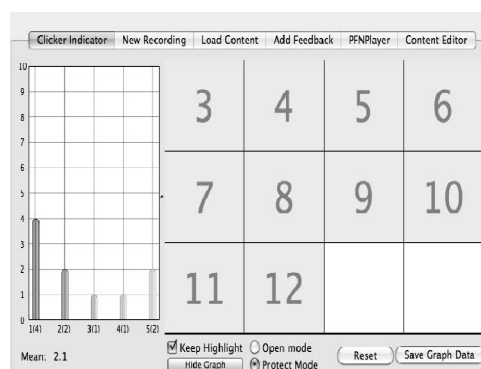 Clicker Indicator New Recording Load Content Add Feedback PFNPlayer Content Editor
10
9
8
7
6
5
4
3
2
1
0
1(4) 2(2) 3(1) 4(1) 5(2)
Mean: 2.1
3 4 5 6
7 8 9 10
11 12
Keep Highlight Open mode
Hide Graph Protect Mode
Reset Save Graph Data